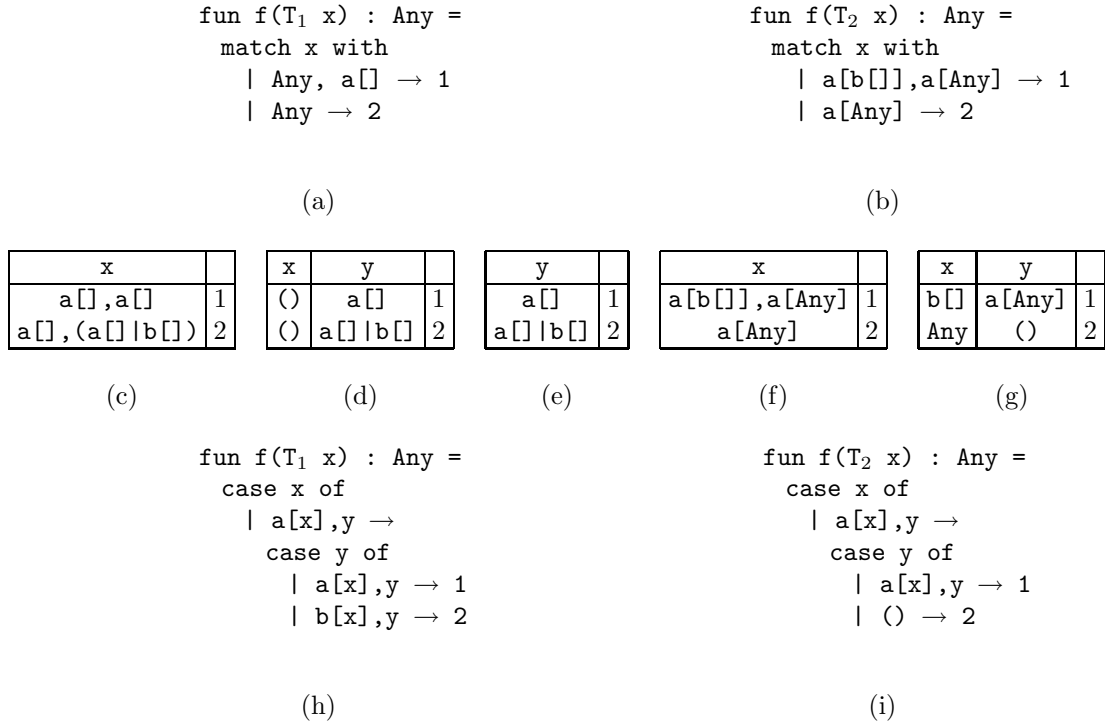 fun f(T₁ x) : Any =
match x with
| Any, a[] → 1
| Any → 2
(a)
fun f(T₂ x) : Any =
match x with
| a[b[]],a[Any] → 1
| a[Any] → 2
(b)
x
a[],a[] 1
a[],(a[]|b[]) 2
(c)
x y
() a[] 1
() a[]|b[] 2
(d)
y
a[] 1
a[]|b[] 2
(e)
x
a[b[]],a[Any] 1
a[Any] 2
(f)
x y
b[] a[Any] 1
Any () 2
(g)
fun f(T₁ x) : Any =
case x of
| a[x],y →
case y of
| a[x],y → 1
| b[x],y → 2
(h)
fun f(T₂ x) : Any =
case x of
| a[x],y →
case y of
| a[x],y → 1
| () → 2
(i)